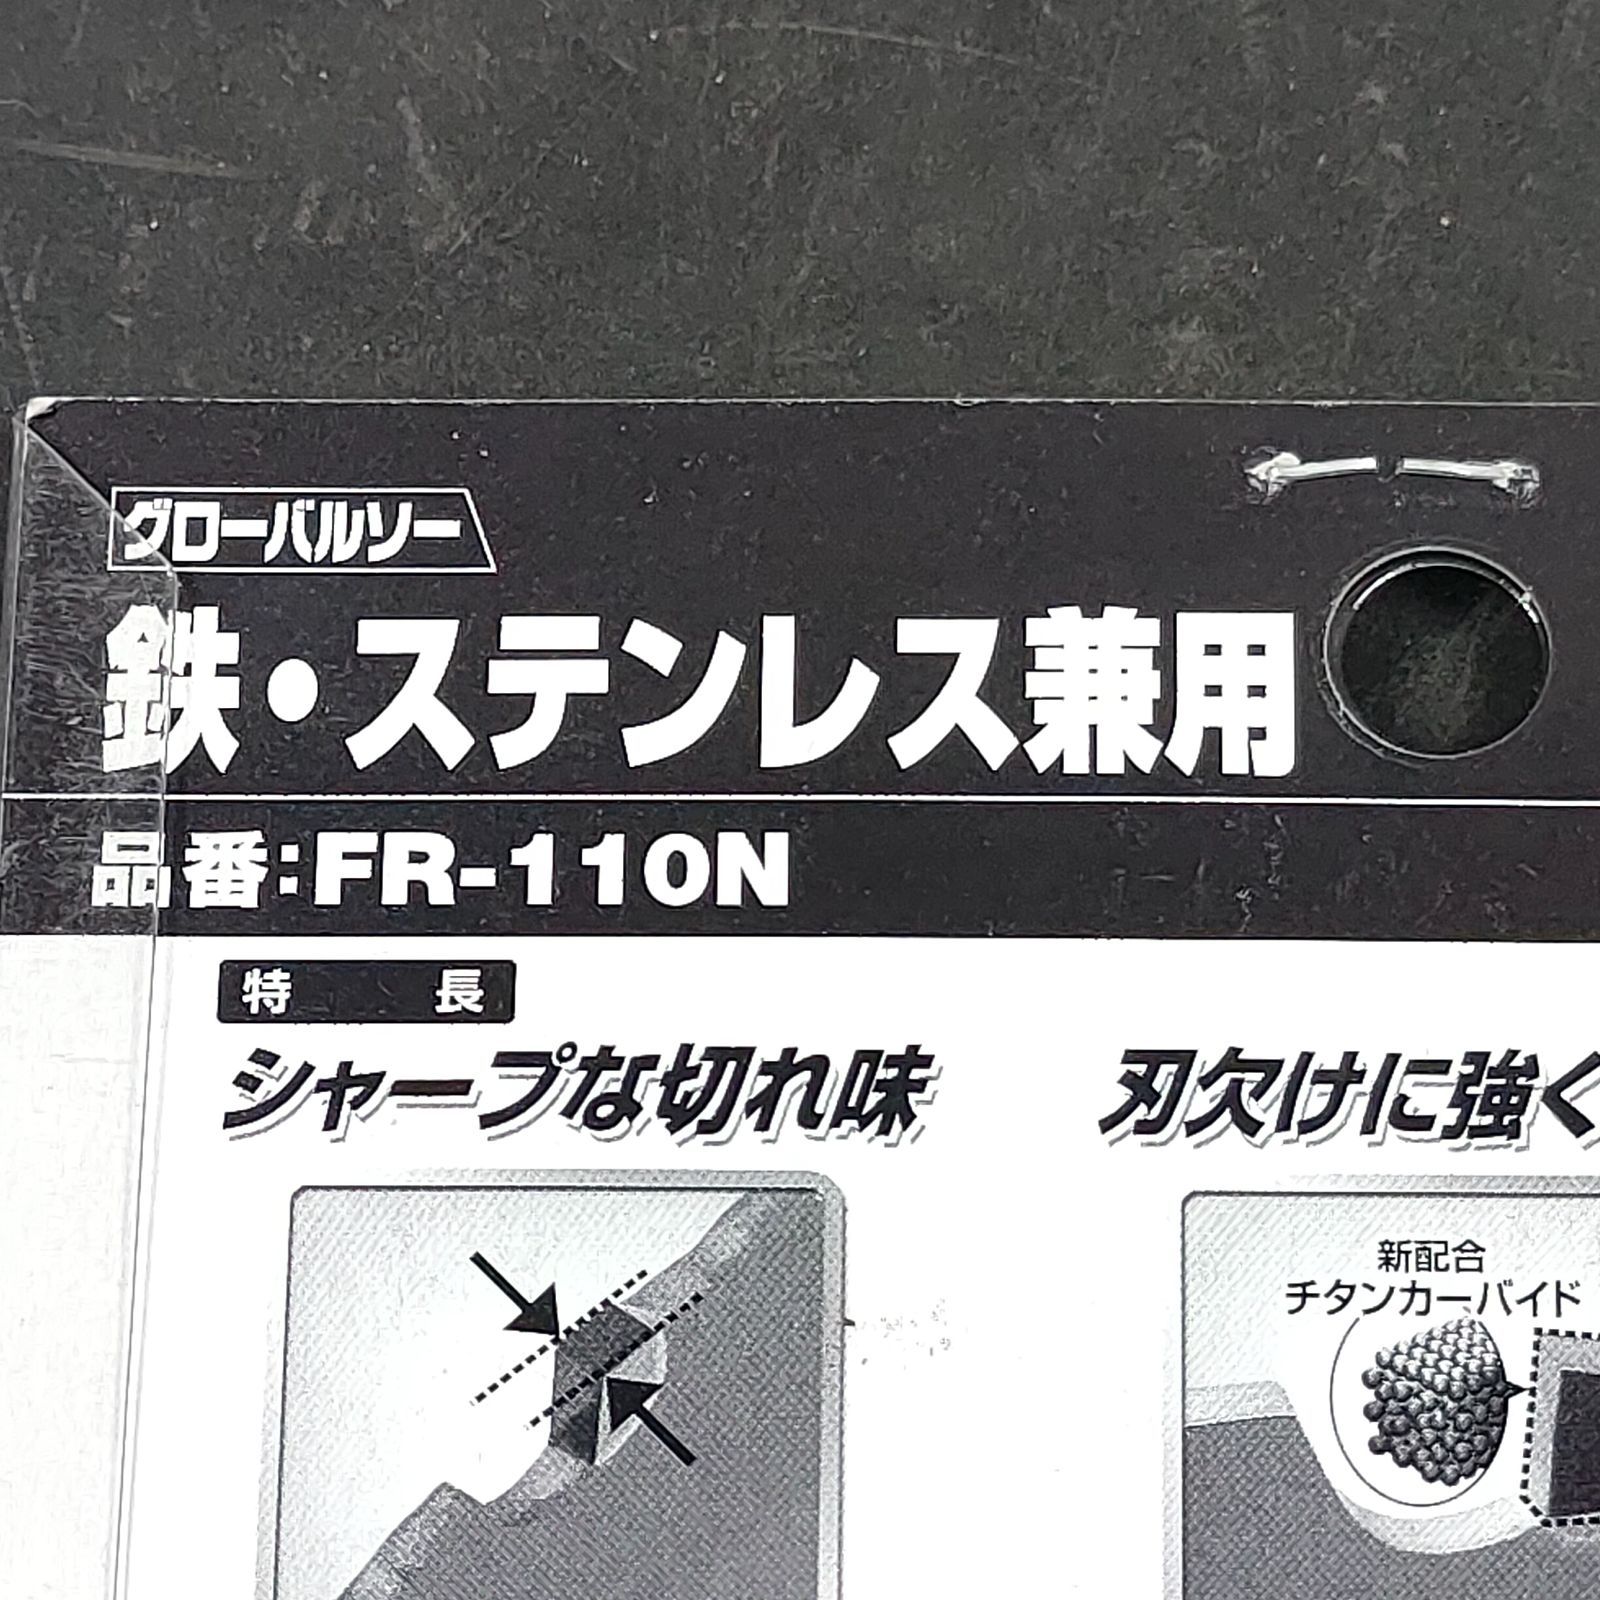 グローバルソー
鉄・ステンレス兼用
品番:FR-110N
特長
シャープな切れ味
刃欠けに強く
新配合
チタンカーバイド